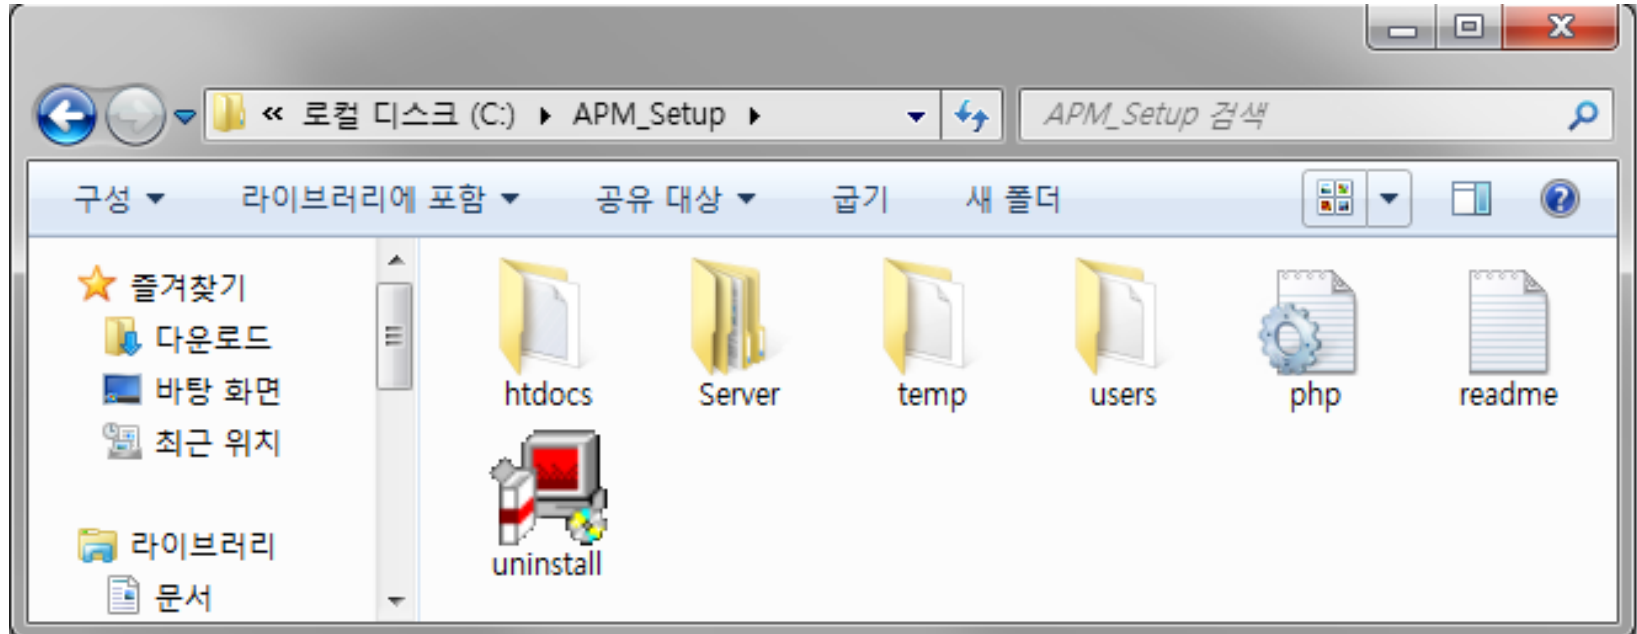 « 로컬 디스크 (C:) ▶ APM_Setup ▶
APM_Setup 검색
구성 ▼ 라이브러리에 포함 ▼ 공유 대상 ▼ 굽기 새 폴더
즐겨찾기
다운로드
바탕 화면
최근 위치
라이브러리
문서
htdocs Server temp users php readme
uninstall